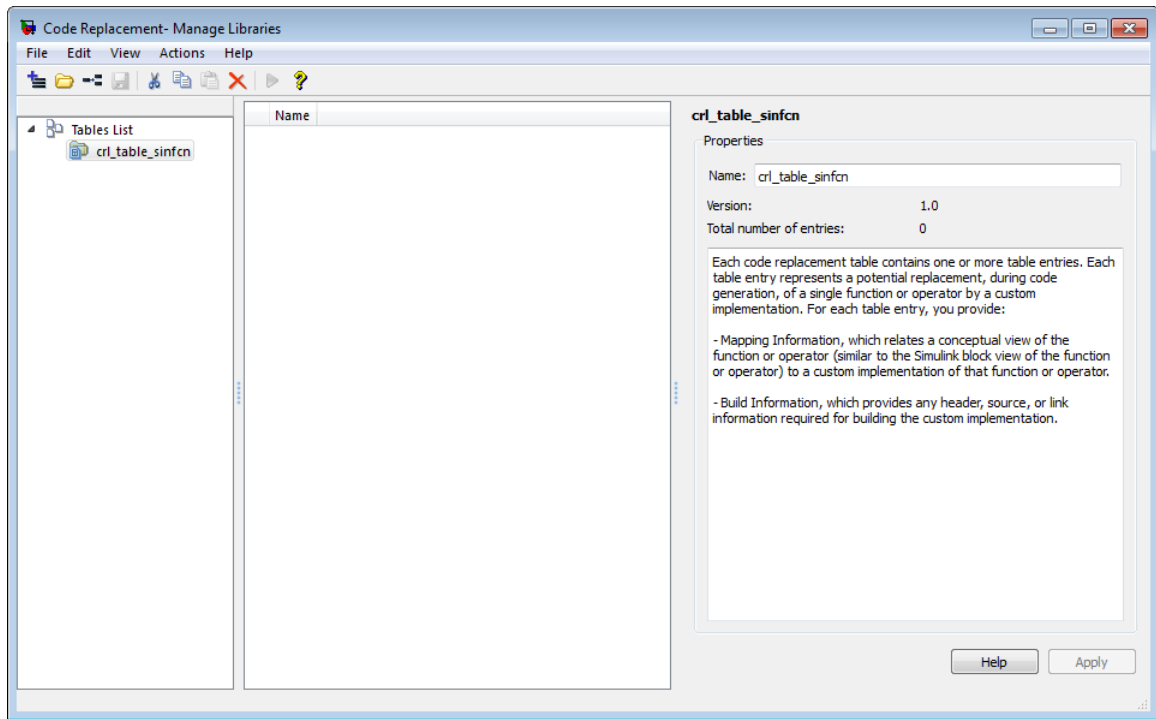 Code Replacement- Manage Libraries
File Edit View Actions Help
Tables List
crl_table_sinfcn
Name
crl_table_sinfcn
Properties
Name: crl_table_sinfcn
Version: 1.0
Total number of entries: 0
Each code replacement table contains one or more table entries. Each
table entry represents a potential replacement, during code
generation, of a single function or operator by a custom
implementation. For each table entry, you provide:
- Mapping Information, which relates a conceptual view of the
function or operator (similar to the Simulink block view of the function
or operator) to a custom implementation of that function or operator.
- Build Information, which provides any header, source, or link
information required for building the custom implementation.
Help Apply